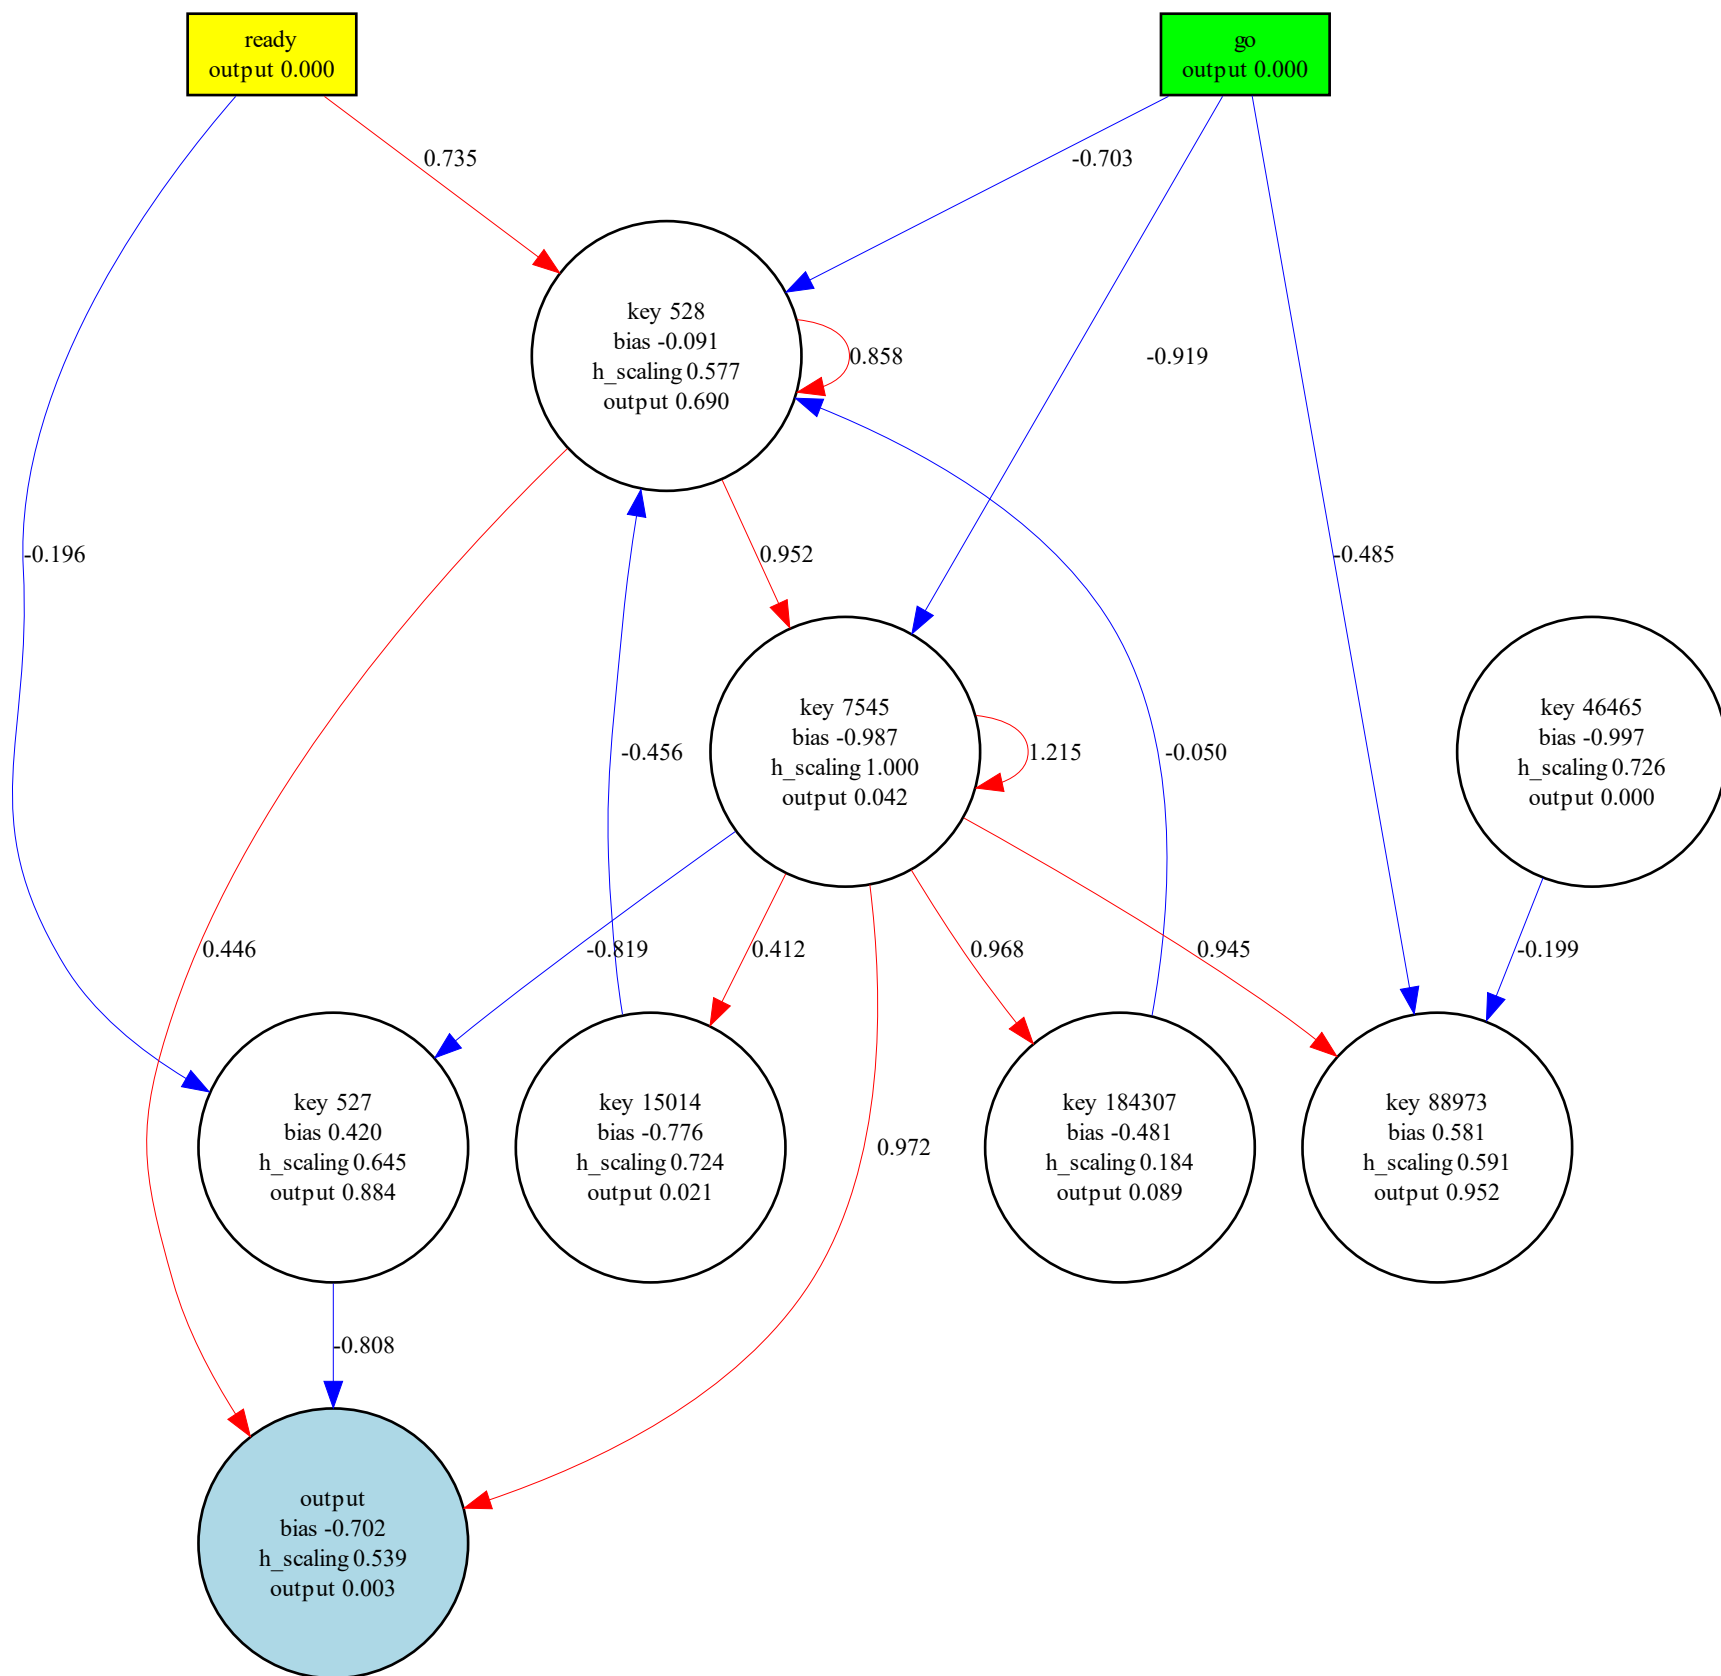 ready
output 0.000
go
output 0.000
0.735
-0.703
key 528
bias -0.091
h_scaling 0.577
output 0.690
0.858
-0.919
-0.196
0.952
-0.485
key 7545
bias -0.987
h_scaling 1.000
output 0.042
1.215
-0.456
-0.050
key 46465
bias -0.997
h_scaling 0.726
output 0.000
0.446
-0.819
0.412
0.968
0.945
-0.199
key 527
bias 0.420
h_scaling 0.645
output 0.884
key 15014
bias -0.776
h_scaling 0.724
output 0.021
0.972
key 184307
bias -0.481
h_scaling 0.184
output 0.089
key 88973
bias 0.581
h_scaling 0.591
output 0.952
-0.808
output
bias -0.702
h_scaling 0.539
output 0.003